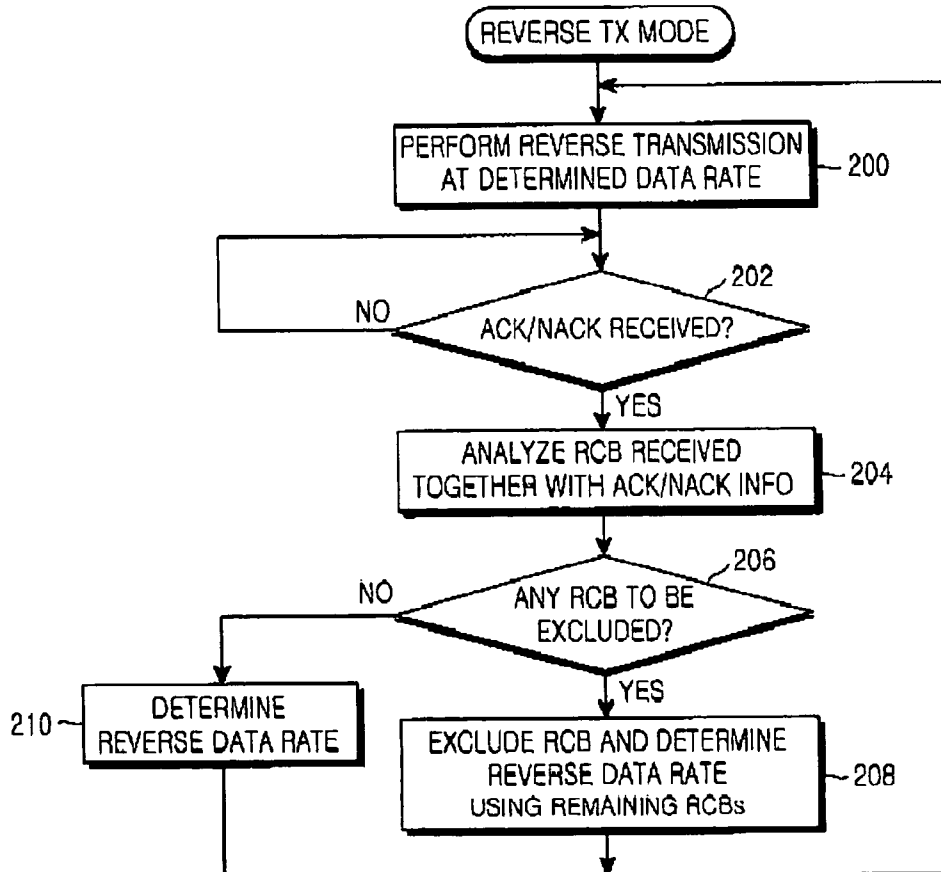 REVERSE TX MODE
PERFORM REVERSE TRANSMISSION
AT DETERMINED DATA RATE
200
202
NO
ACK/NACK RECEIVED?
YES
ANALYZE RCB RECEIVED
TOGETHER WITH ACK/NACK INFO
204
206
NO
ANY RCB TO BE
EXCLUDED?
YES
210
DETERMINE
REVERSE DATA RATE
EXCLUDE RCB AND DETERMINE
REVERSE DATA RATE
USING REMAINING RCBs
208